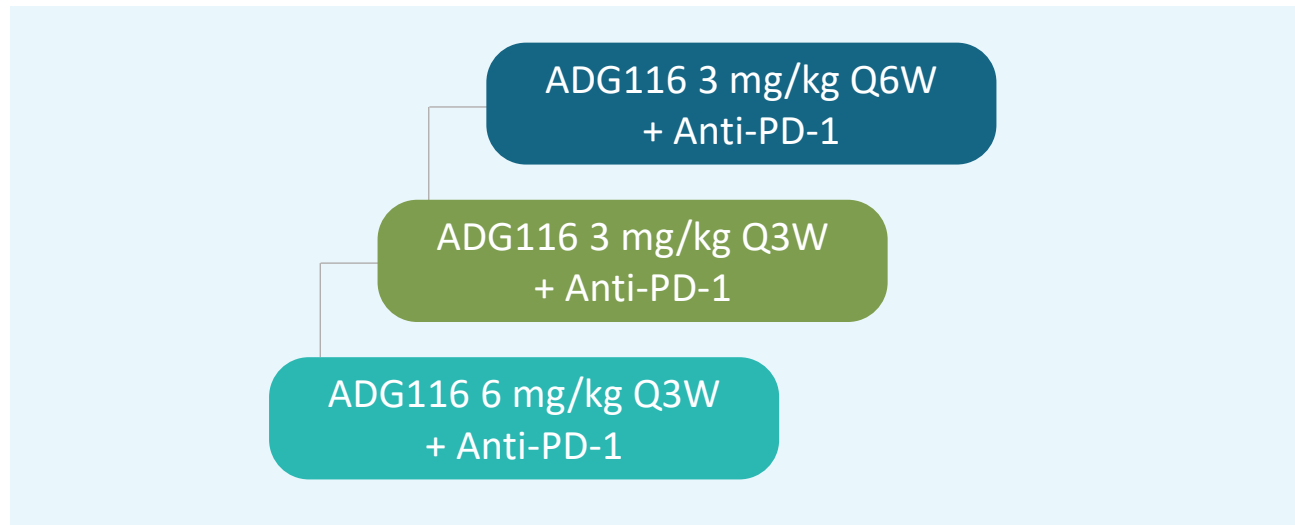 ADG116 3 mg/kg Q6W
+ Anti-PD-1
ADG116 3 mg/kg Q3W
+ Anti-PD-1
ADG116 6 mg/kg Q3W
+ Anti-PD-1